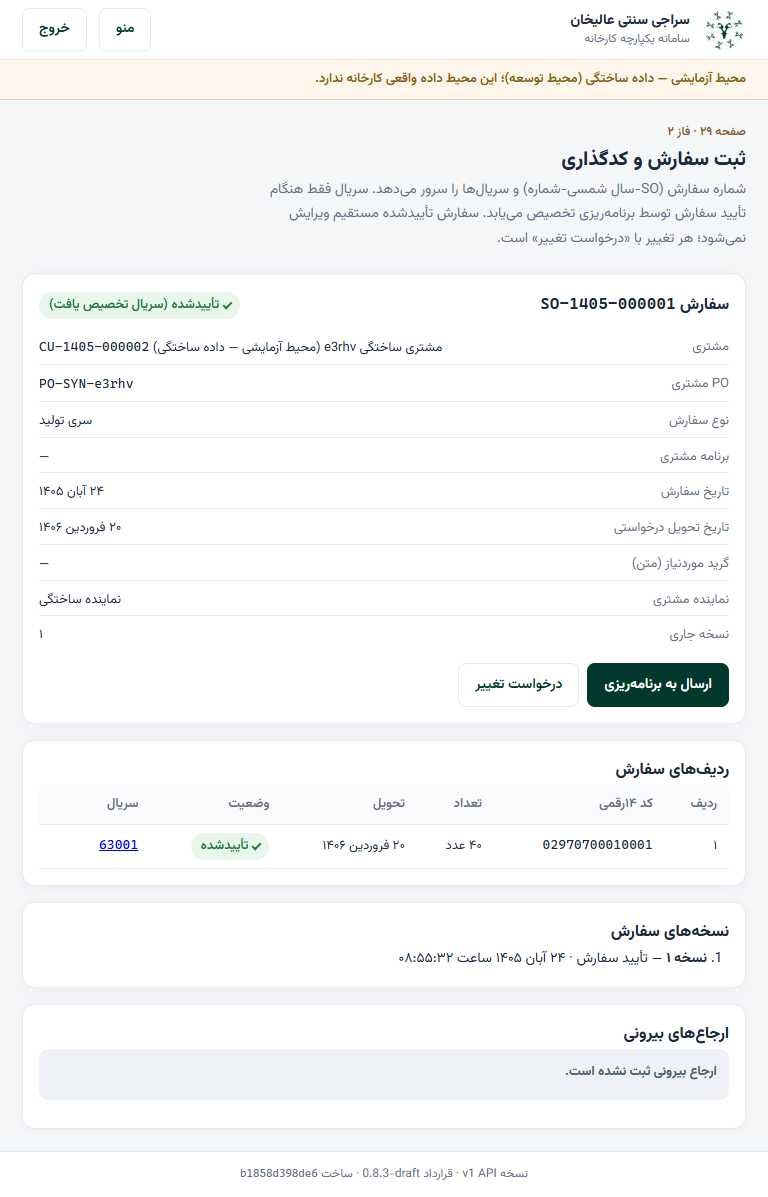 سراجی سنتی عالیخان
سامانه یکپارچه کارخانه
منو
خروج
محیط آزمایشی — داده ساختگی (محیط توسعه)؛ این محیط داده واقعی کارخانه ندارد.
صفحه ۲۹ · فاز ۲
ثبت سفارش و کدگذاری
شماره سفارش (SO-سال شمسی-شماره) و سریال‌ها را سرور می‌دهد. سریال فقط هنگام
تأیید سفارش توسط برنامه‌ریزی تخصیص می‌یابد. سفارش تأییدشده مستقیم ویرایش
نمی‌شود؛ هر تغییر با «درخواست تغییر» است.
سفارش SO-1405-000001
✓ تأییدشده (سریال تخصیص یافت)
مشتری
مشتری ساختگی e3rhv (محیط آزمایشی — داده ساختگی) CU-1405-000002
PO مشتری
PO-SYN-e3rhv
نوع سفارش
سری تولید
برنامه مشتری
—
تاریخ سفارش
۲۴ آبان ۱۴۰۵
تاریخ تحویل درخواستی
۲۰ فروردین ۱۴۰۶
گرید موردنیاز (متن)
—
نماینده مشتری
نماینده ساختگی
نسخه جاری
۱
ارسال به برنامه‌ریزی
درخواست تغییر
ردیف‌های سفارش
ردیف کد ۱۴رقمی تعداد تحویل وضعیت سریال
۱ 02970700010001 ۴۰ عدد ۲۰ فروردین ۱۴۰۶ ✓ تأییدشده 63001
نسخه‌های سفارش
1. نسخه ۱ — تأیید سفارش · ۲۴ آبان ۱۴۰۵ ساعت ۰۸:۵۵:۳۲
ارجاع‌های بیرونی
ارجاع بیرونی ثبت نشده است.
نسخه API v1 · قرارداد 0.8.3-draft · ساخت b1858d398de6